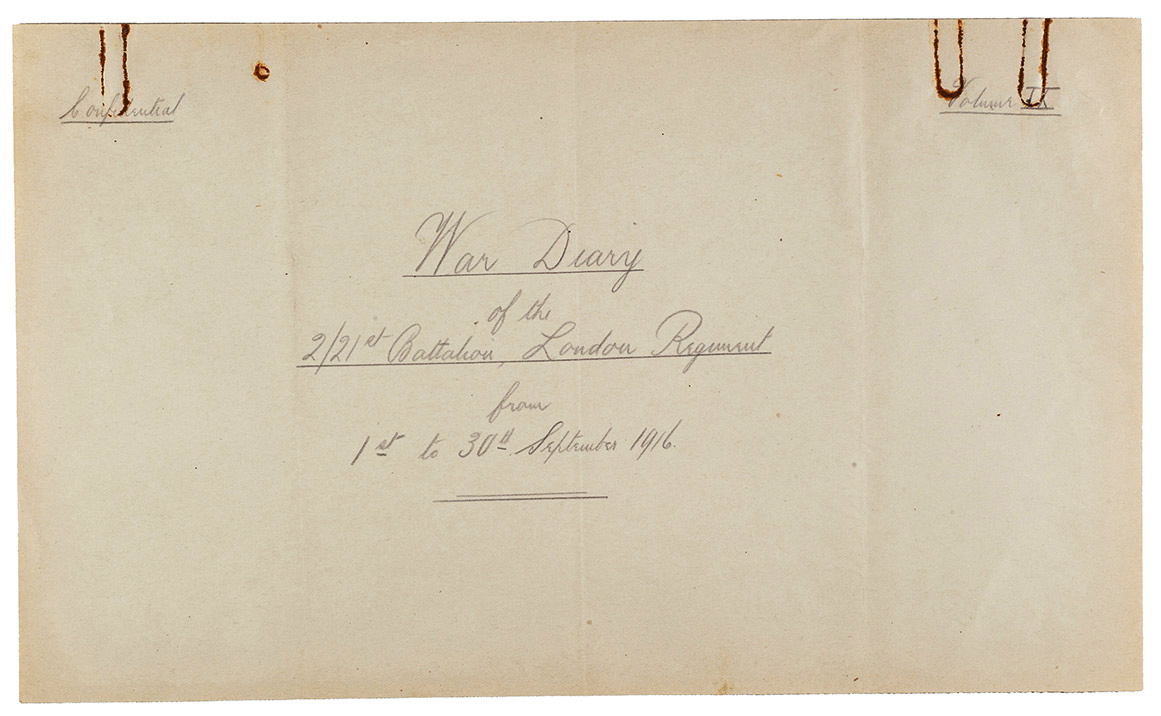 Confidential
Volume IX
War Diary
of the
2/21st Battalion, London Regiment
from
1st to 30th September 1916.